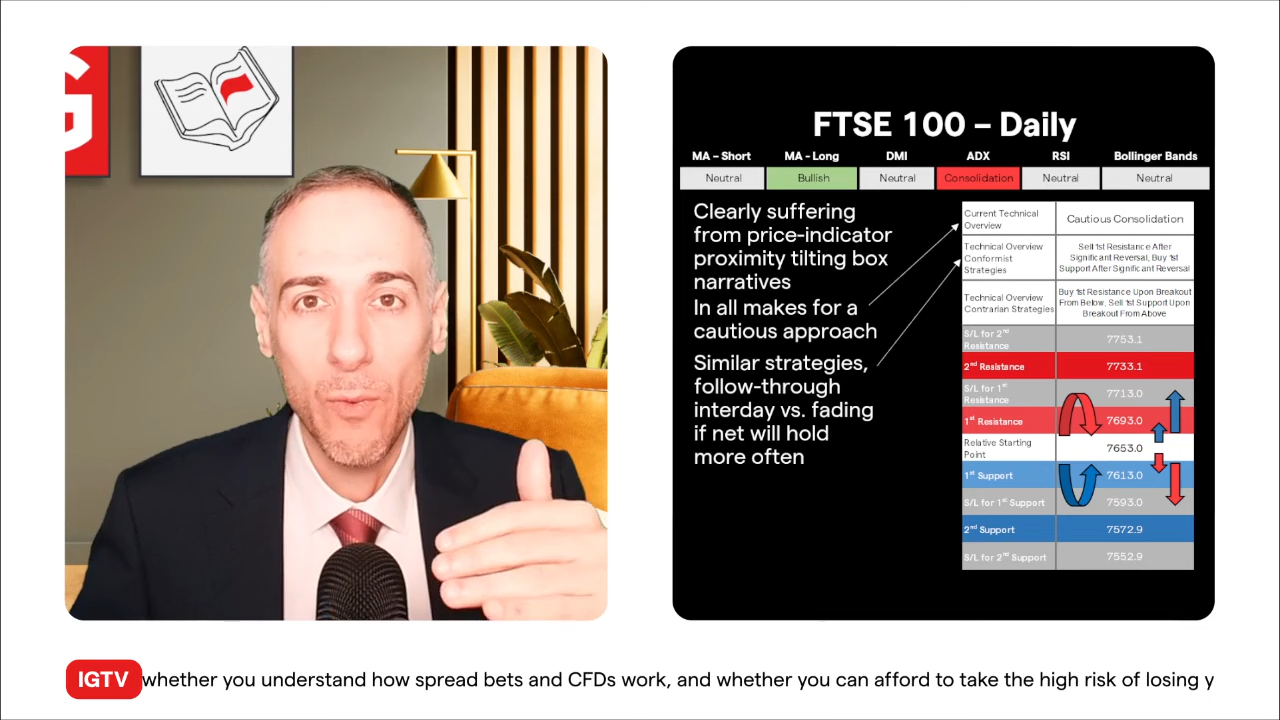 G
FTSE 100 – Daily
MA – Short MA - Long DMI ADX RSI Bollinger Bands
Neutral Bullish Neutral Consolidation Neutral Neutral
Clearly suffering
from price-indicator
proximity tilting box
narratives
In all makes for a
cautious approach
Similar strategies,
follow-through
interday vs. fading
if net will hold
more often
Current Technical
Overview
Cautious Consolidation
Technical Overview
Conformist
Strategies
Sell 1st Resistance After
Significant Reversal, Buy 1st
Support After Significant Reversal
Technical Overview
Contrarian Strategies
Buy 1st Resistance Upon Breakout
From Below, Sell 1st Support Upon
Breakout From Above
S/L for 2nd
Resistance
7753.1
2nd Resistance 7733.1
S/L for 1st
Resistance
7713.0
1st Resistance 7693.0
Relative Starting
Point
7653.0
1st Support 7613.0
S/L for 1st Support 7593.0
2nd Support 7572.9
S/L for 2nd Support 7552.9
IGTV whether you understand how spread bets and CFDs work, and whether you can afford to take the high risk of losing y